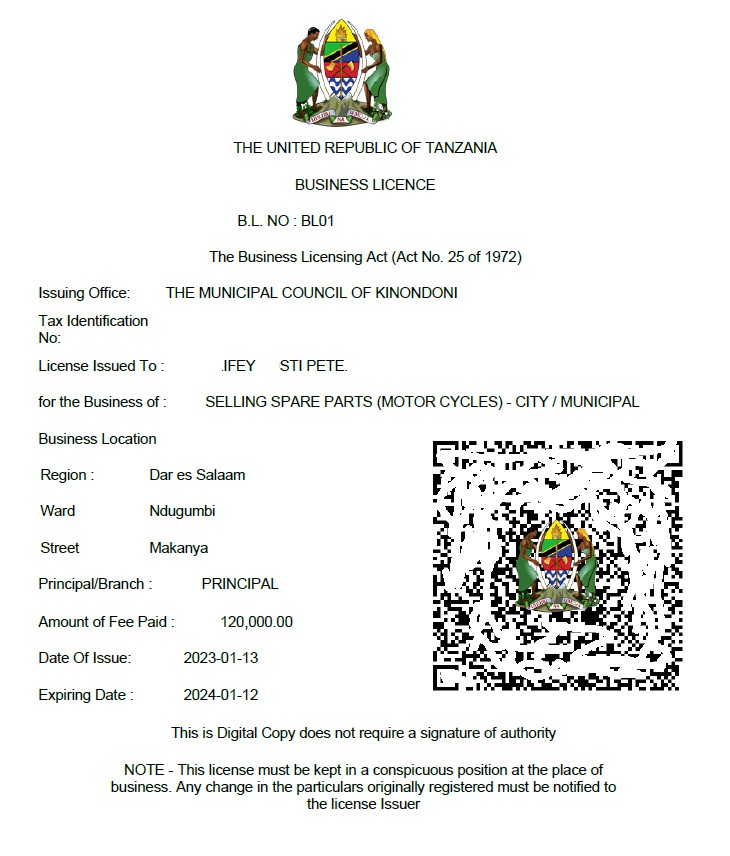 THE UNITED REPUBLIC OF TANZANIA
BUSINESS LICENCE
B.L. NO : BL01
The Business Licensing Act (Act No. 25 of 1972)
Issuing Office: THE MUNICIPAL COUNCIL OF KINONDONI
Tax Identification
No:
License Issued To : .IFEY STI PETE.
for the Business of : SELLING SPARE PARTS (MOTOR CYCLES) - CITY / MUNICIPAL
Business Location
Region : Dar es Salaam
Ward Ndugumbi
Street Makanya
Principal/Branch : PRINCIPAL
Amount of Fee Paid : 120,000.00
Date Of Issue: 2023-01-13
Expiring Date : 2024-01-12
This is Digital Copy does not require a signature of authority
NOTE - This license must be kept in a conspicuous position at the place of
business. Any change in the particulars originally registered must be notified to
the license Issuer